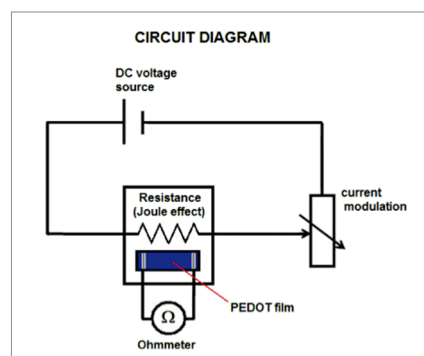 CIRCUIT DIAGRAM
DC voltage
source
Resistance
(Joule effect)
current
modulation
PEDOT film
Ω
Ohmmeter